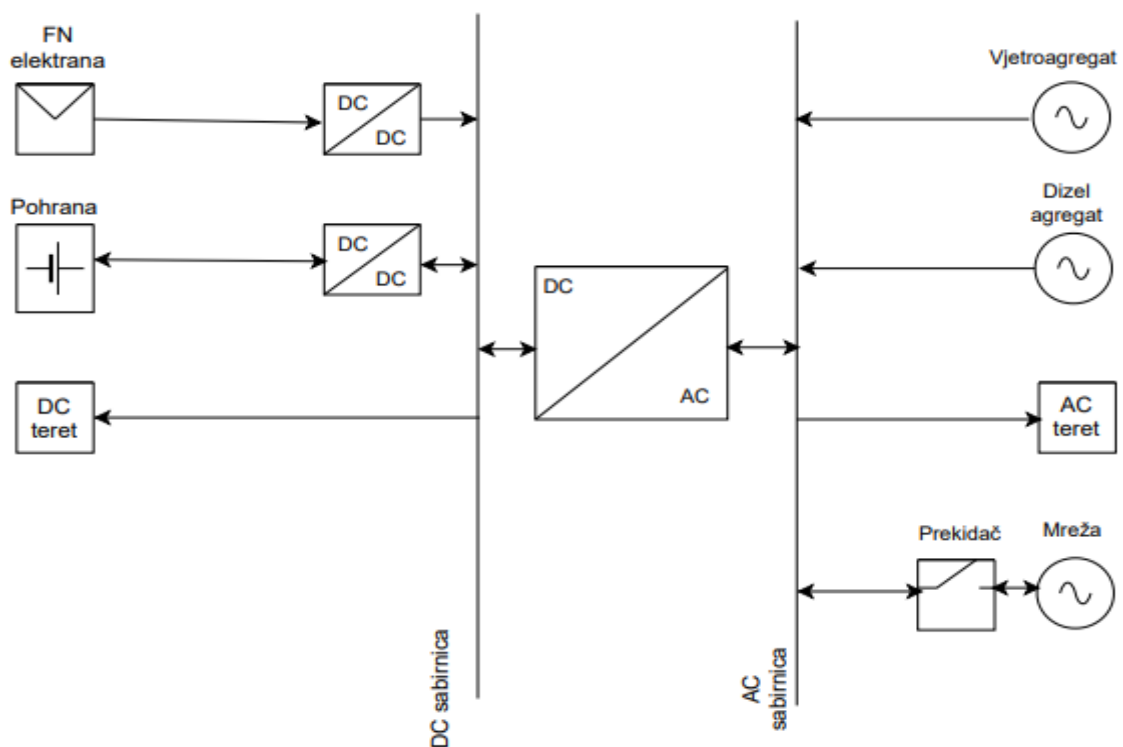 FN
elektrana
DC
DC
Pohrana
DC
DC
DC
teret
DC
AC
DC sabirnica
AC
sabirnica
Vjetroagregat
Dizel
agregat
AC
teret
Prekidač
Mreža